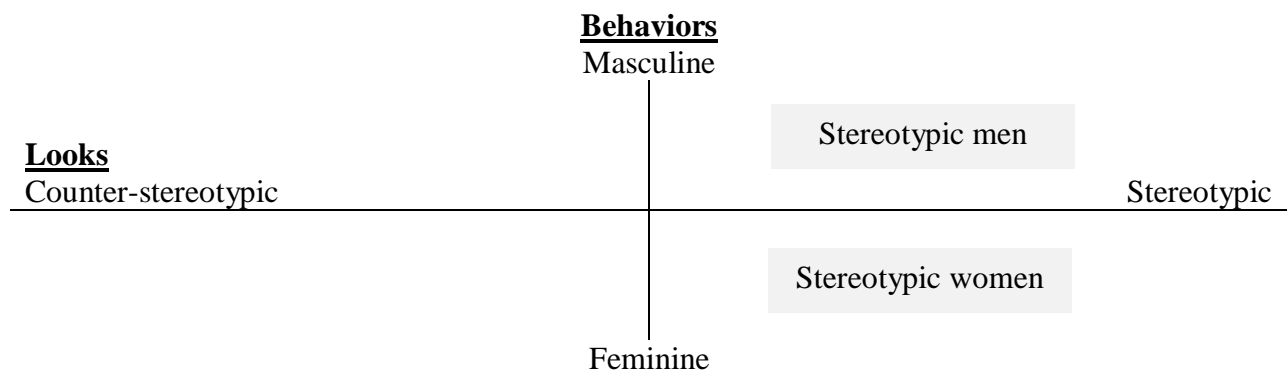 Behaviors
Masculine
Stereotypic men
Looks
Counter-stereotypic
Stereotypic
Stereotypic women
Feminine